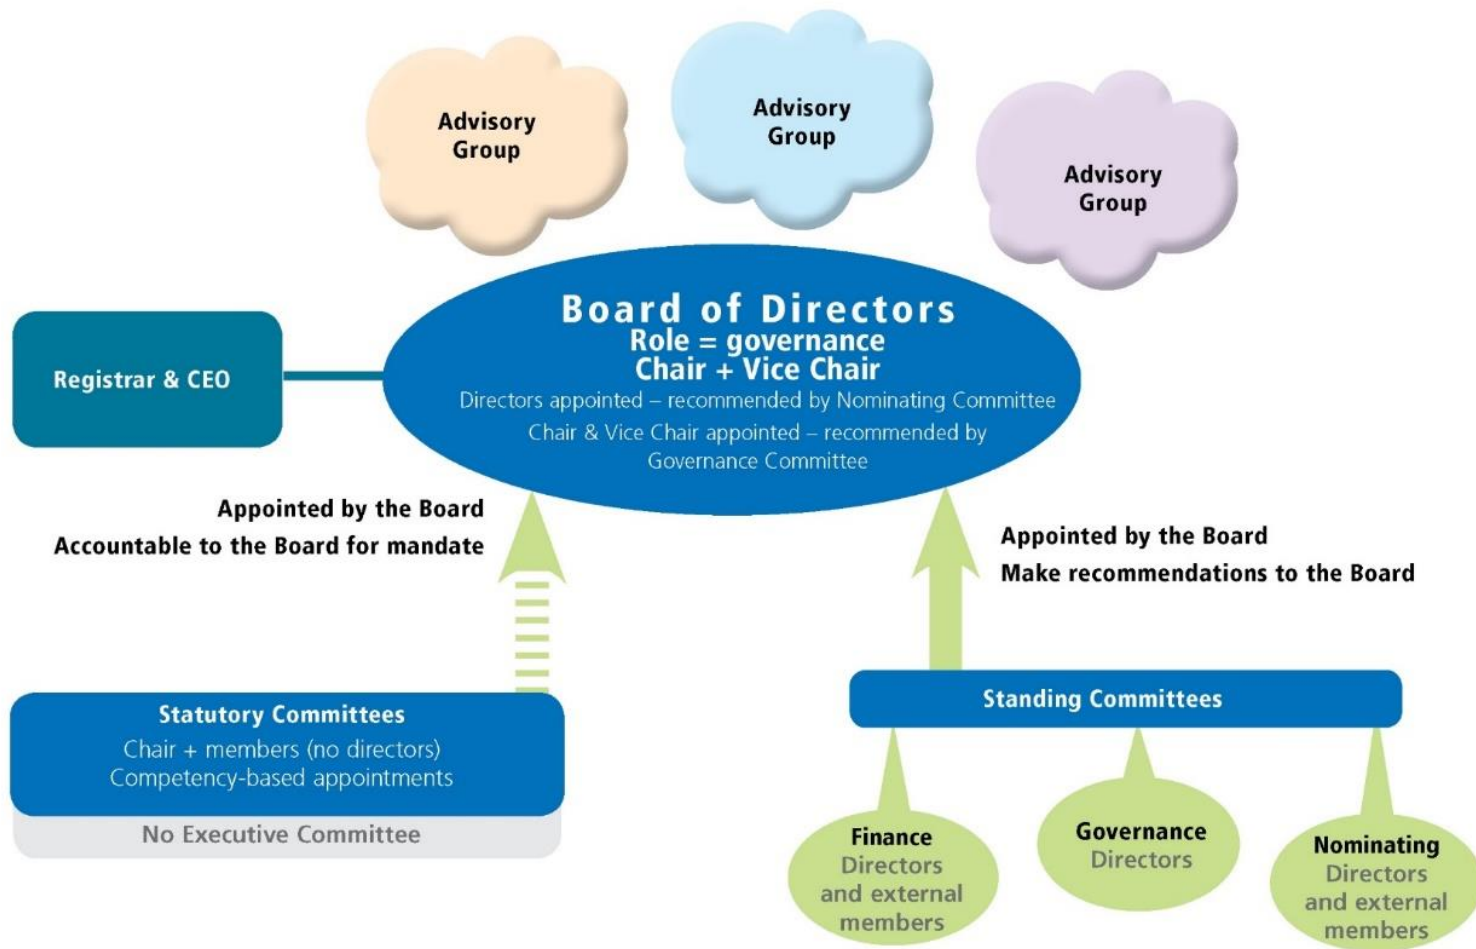 Advisory
Group
Advisory
Group
Advisory
Group
Board of Directors
Role = governance
Chair + Vice Chair
Directors appointed – recommended by Nominating Committee
Chair & Vice Chair appointed – recommended by
Governance Committee
Registrar & CEO
Appointed by the Board
Accountable to the Board for mandate
Appointed by the Board
Make recommendations to the Board
Statutory Committees
Chair + members (no directors)
Competency-based appointments
No Executive Committee
Standing Committees
Finance
Directors
and external
members
Governance
Directors
Nominating
Directors
and external
members